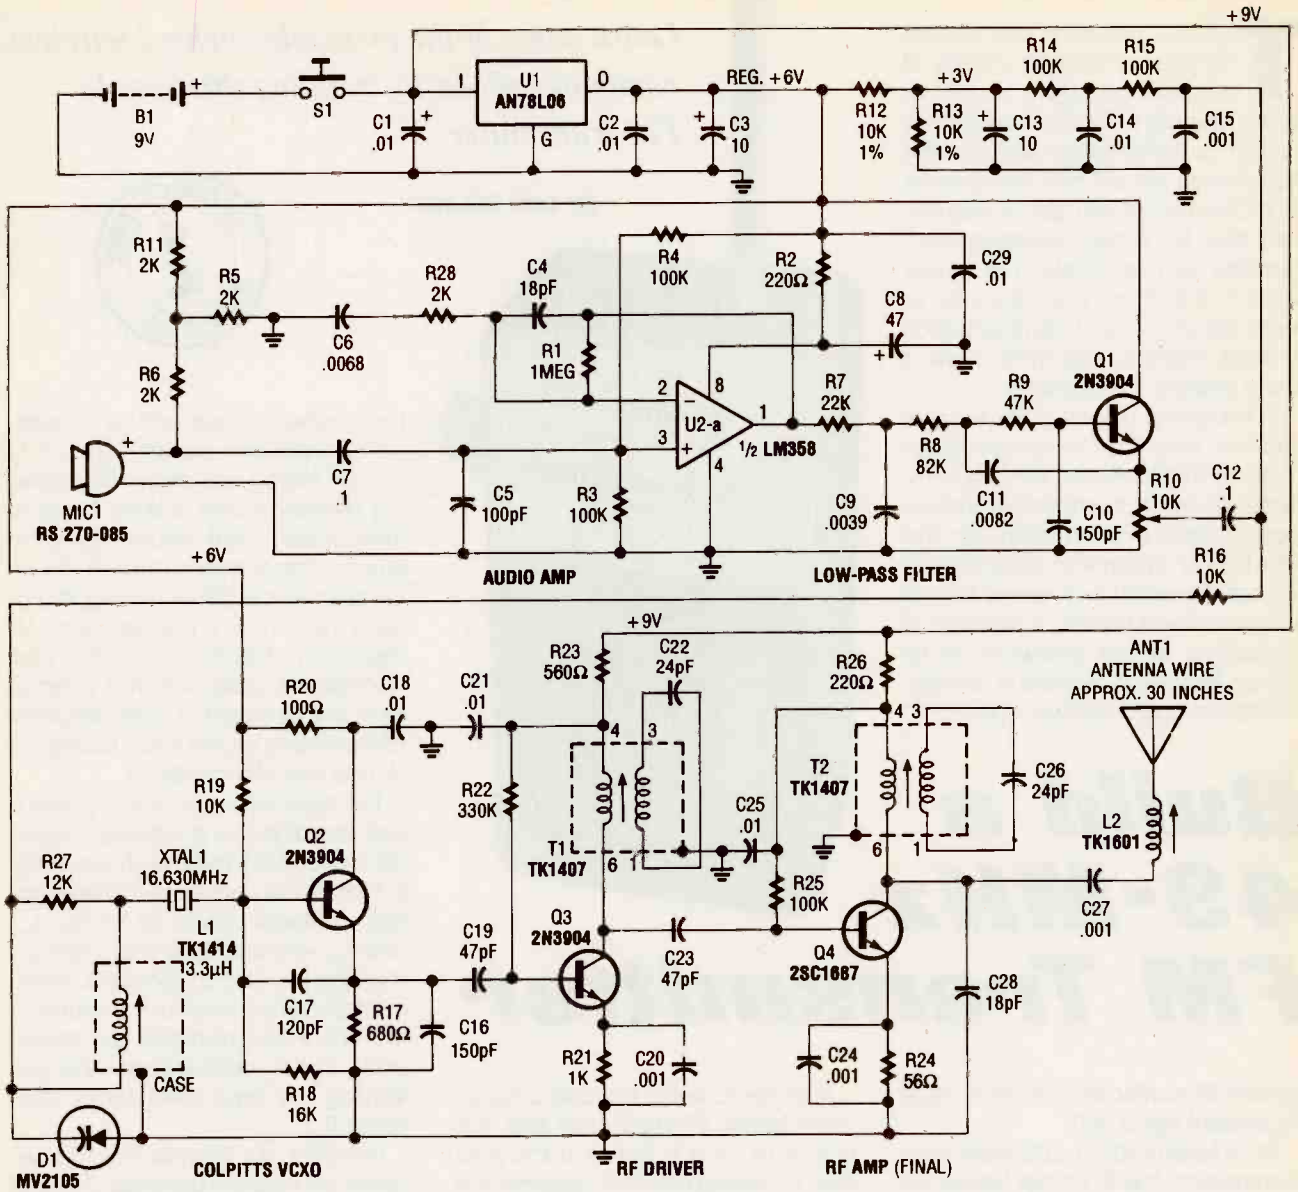 +9V
B1
9V
+
S1
I
U1
AN78L06
O
G
C1
.01
+
C2
.01
+
C3
10
REG. +6V
R12
10K
1%
+3V
R13
10K
1%
+
C13
10
R14
100K
C14
.01
R15
100K
C15
.001
R11
2K
R5
2K
R6
2K
C6
.0068
R28
2K
C4
18pF
R1
1MEG
R4
100K
R2
220Ω
C29
.01
C8
47
+
2
3
8
1
4
−
+
U2-a
1/2 LM358
R7
22K
R8
82K
R9
47K
Q1
2N3904
C9
.0039
C11
.0082
C10
150pF
R10
10K
C12
.1
R16
10K
+
MIC1
RS 270-085
C7
.1
C5
100pF
R3
100K
AUDIO AMP
LOW-PASS FILTER
+6V
+9V
R20
100Ω
C18
.01
C21
.01
R23
560Ω
C22
24pF
R26
220Ω
ANT1
ANTENNA WIRE
APPROX. 30 INCHES
R19
10K
R22
330K
4
3
T1
TK1407
6
1
C25
.01
T2
TK1407
4
3
6
1
C26
24pF
L2
TK1601
R27
12K
XTAL1
16.630MHz
Q2
2N3904
L1
TK1414
3.3µH
CASE
C17
120pF
R17
680Ω
R18
16K
C16
150pF
C19
47pF
Q3
2N3904
C23
47pF
R25
100K
Q4
2SC1687
C27
.001
C28
18pF
R21
1K
C20
.001
C24
.001
R24
56Ω
D1
MV2105
COLPITTS VCXO
RF DRIVER
RF AMP (FINAL)